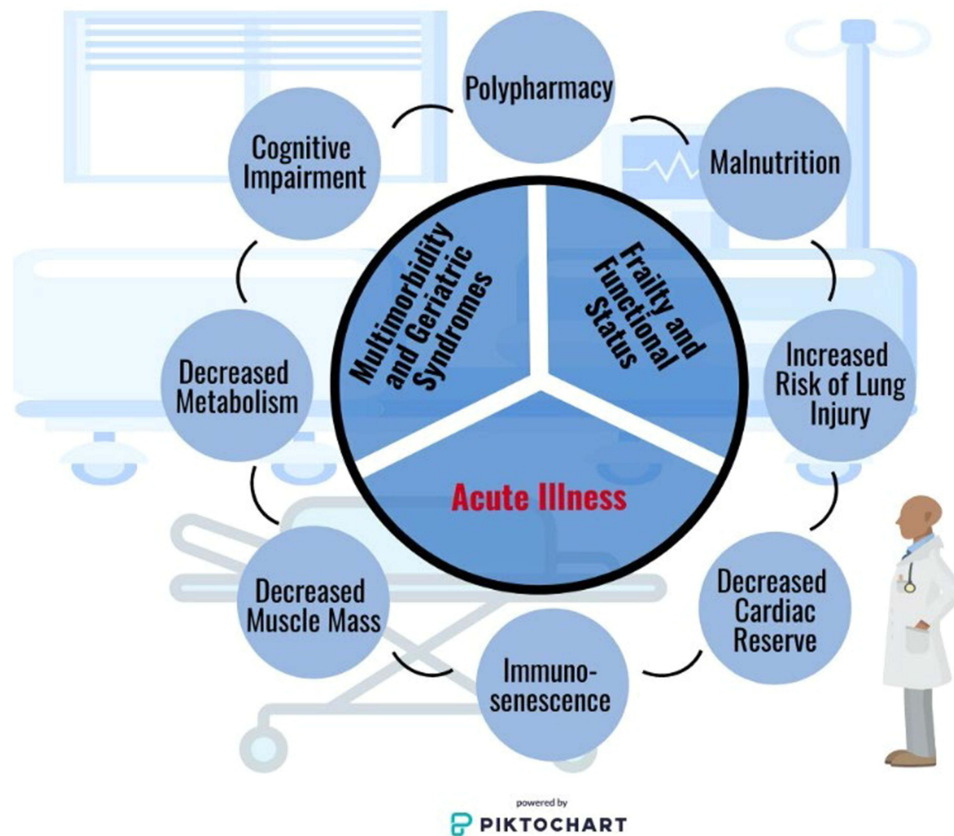 Polypharmacy
Cognitive
Impairment
Malnutrition
Multimorbidity
and Geriatric
Syndromes
Frailty and
Functional
Status
Decreased
Metabolism
Increased
Risk of Lung
Injury
Acute Illness
Decreased
Muscle Mass
Decreased
Cardiac
Reserve
Immuno-
senescence
powered by
PIKTOCHART